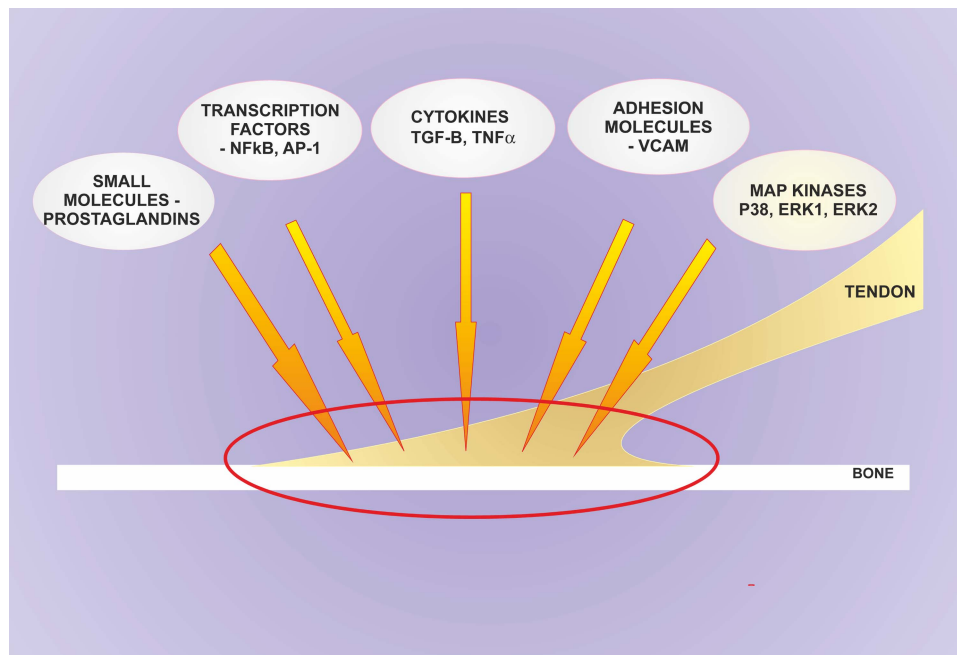 SMALL
MOLECULES -
PROSTAGLANDINS
TRANSCRIPTION
FACTORS
- NFkB, AP-1
CYTOKINES
TGF-B, TNFα
ADHESION
MOLECULES
- VCAM
MAP KINASES
P38, ERK1, ERK2
TENDON
BONE